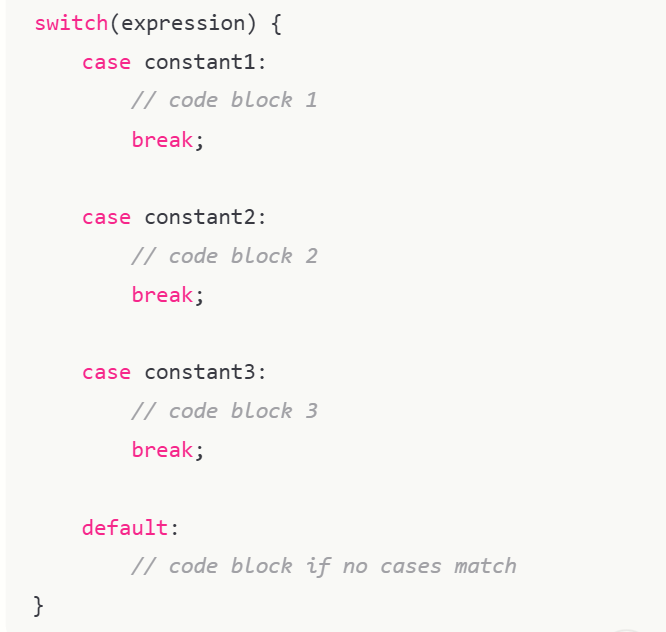 switch(expression) {
case constant1:
// code block 1
break;
case constant2:
// code block 2
break;
case constant3:
// code block 3
break;
default:
// code block if no cases match
}